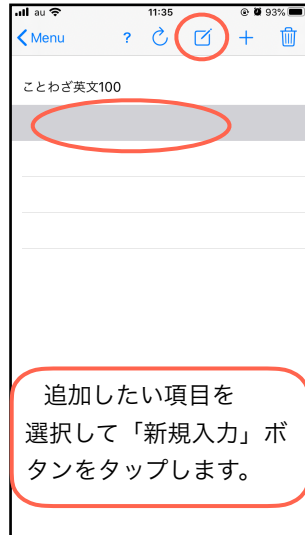 au 11:35 93%
Menu ?
ことわざ英文100
追加したい項目を
選択して「新規入力」ボ
タンをタップします。